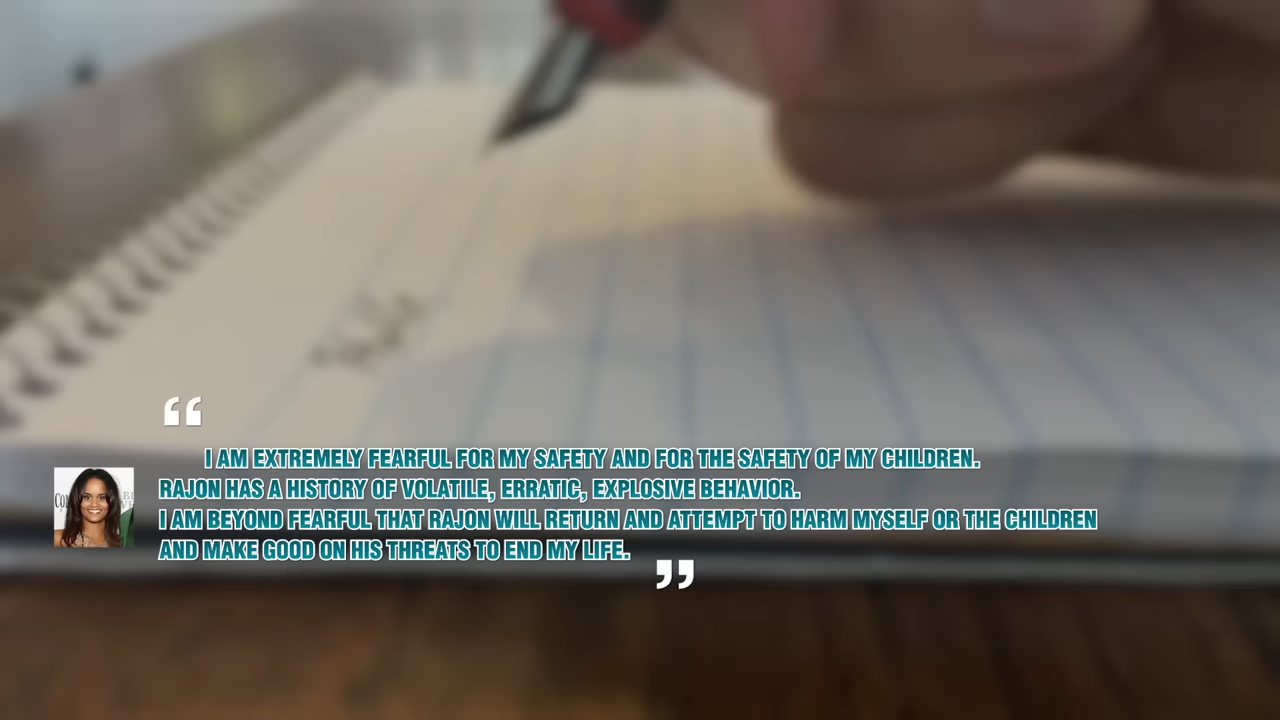 “
I AM EXTREMELY FEARFUL FOR MY SAFETY AND FOR THE SAFETY OF MY CHILDREN.
RAJON HAS A HISTORY OF VOLATILE, ERRATIC, EXPLOSIVE BEHAVIOR.
I AM BEYOND FEARFUL THAT RAJON WILL RETURN AND ATTEMPT TO HARM MYSELF OR THE CHILDREN
AND MAKE GOOD ON HIS THREATS TO END MY LIFE.
”